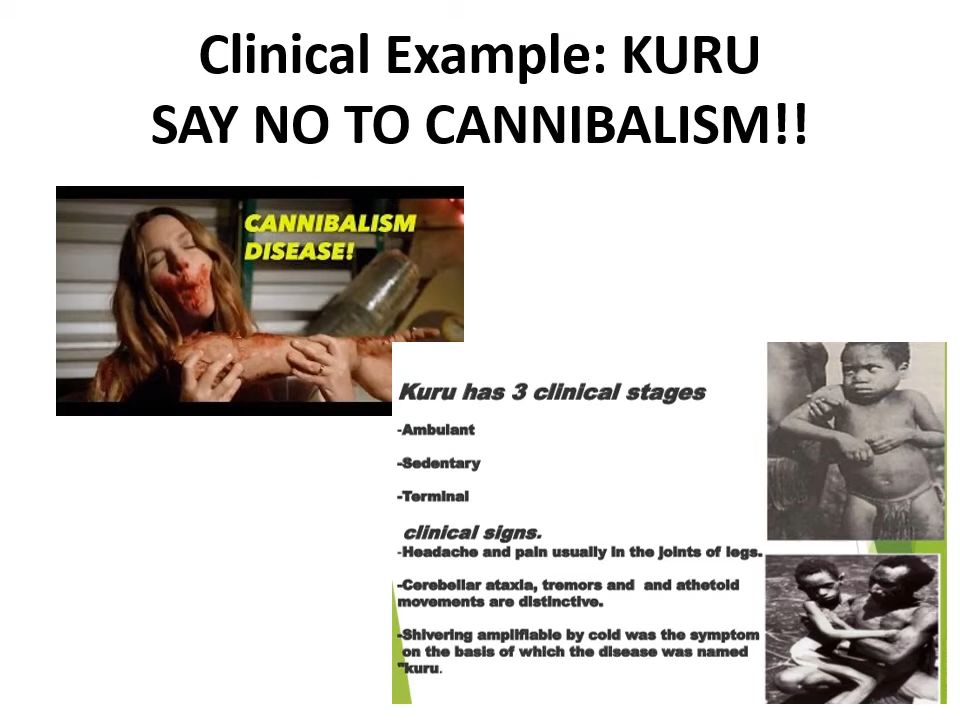 Clinical Example: KURU
SAY NO TO CANNIBALISM!!
CANNIBALISM
DISEASE!
Kuru has 3 clinical stages
-Ambulant
-Sedentary
-Terminal
clinical signs.
-Headache and pain usually in the joints of legs.
-Cerebellar ataxia, tremors and and athetoid
movements are distinctive.
-Shivering amplifiable by cold was the symptom
on the basis of which the disease was named
"kuru.